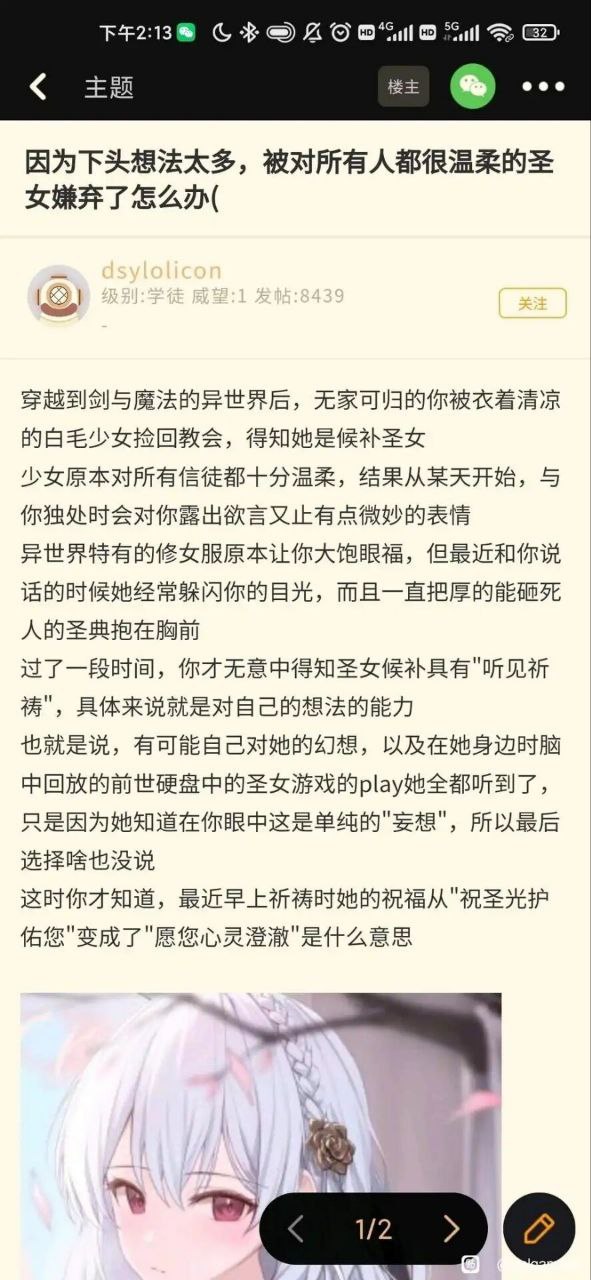 下午2:13
HD 4G HD 5G 32
主题
楼主
因为下头想法太多，被对所有人都很温柔的圣
女嫌弃了怎么办(
dsylolicon
级别:学徒 威望:1 发帖:8439
-
关注
穿越到剑与魔法的异世界后，无家可归的你被衣着清凉
的白毛少女捡回教会，得知她是候补圣女
少女原本对所有信徒都十分温柔，结果从某天开始，与
你独处时会对你露出欲言又止有点微妙的表情
异世界特有的修女服原本让你大饱眼福，但最近和你说
话的时候她经常躲闪你的目光，而且一直把厚的能砸死
人的圣典抱在胸前
过了一段时间，你才无意中得知圣女候补具有"听见祈
祷"，具体来说就是对自己的想法的能力
也就是说，有可能自己对她的幻想，以及在她身边时脑
中回放的前世硬盘中的圣女游戏的play她全都听到了，
只是因为她知道在你眼中这是单纯的"妄想"，所以最后
选择啥也没说
这时你才知道，最近早上祈祷时她的祝福从"祝圣光护
佑您"变成了"愿您心灵澄澈"是什么意思
1/2